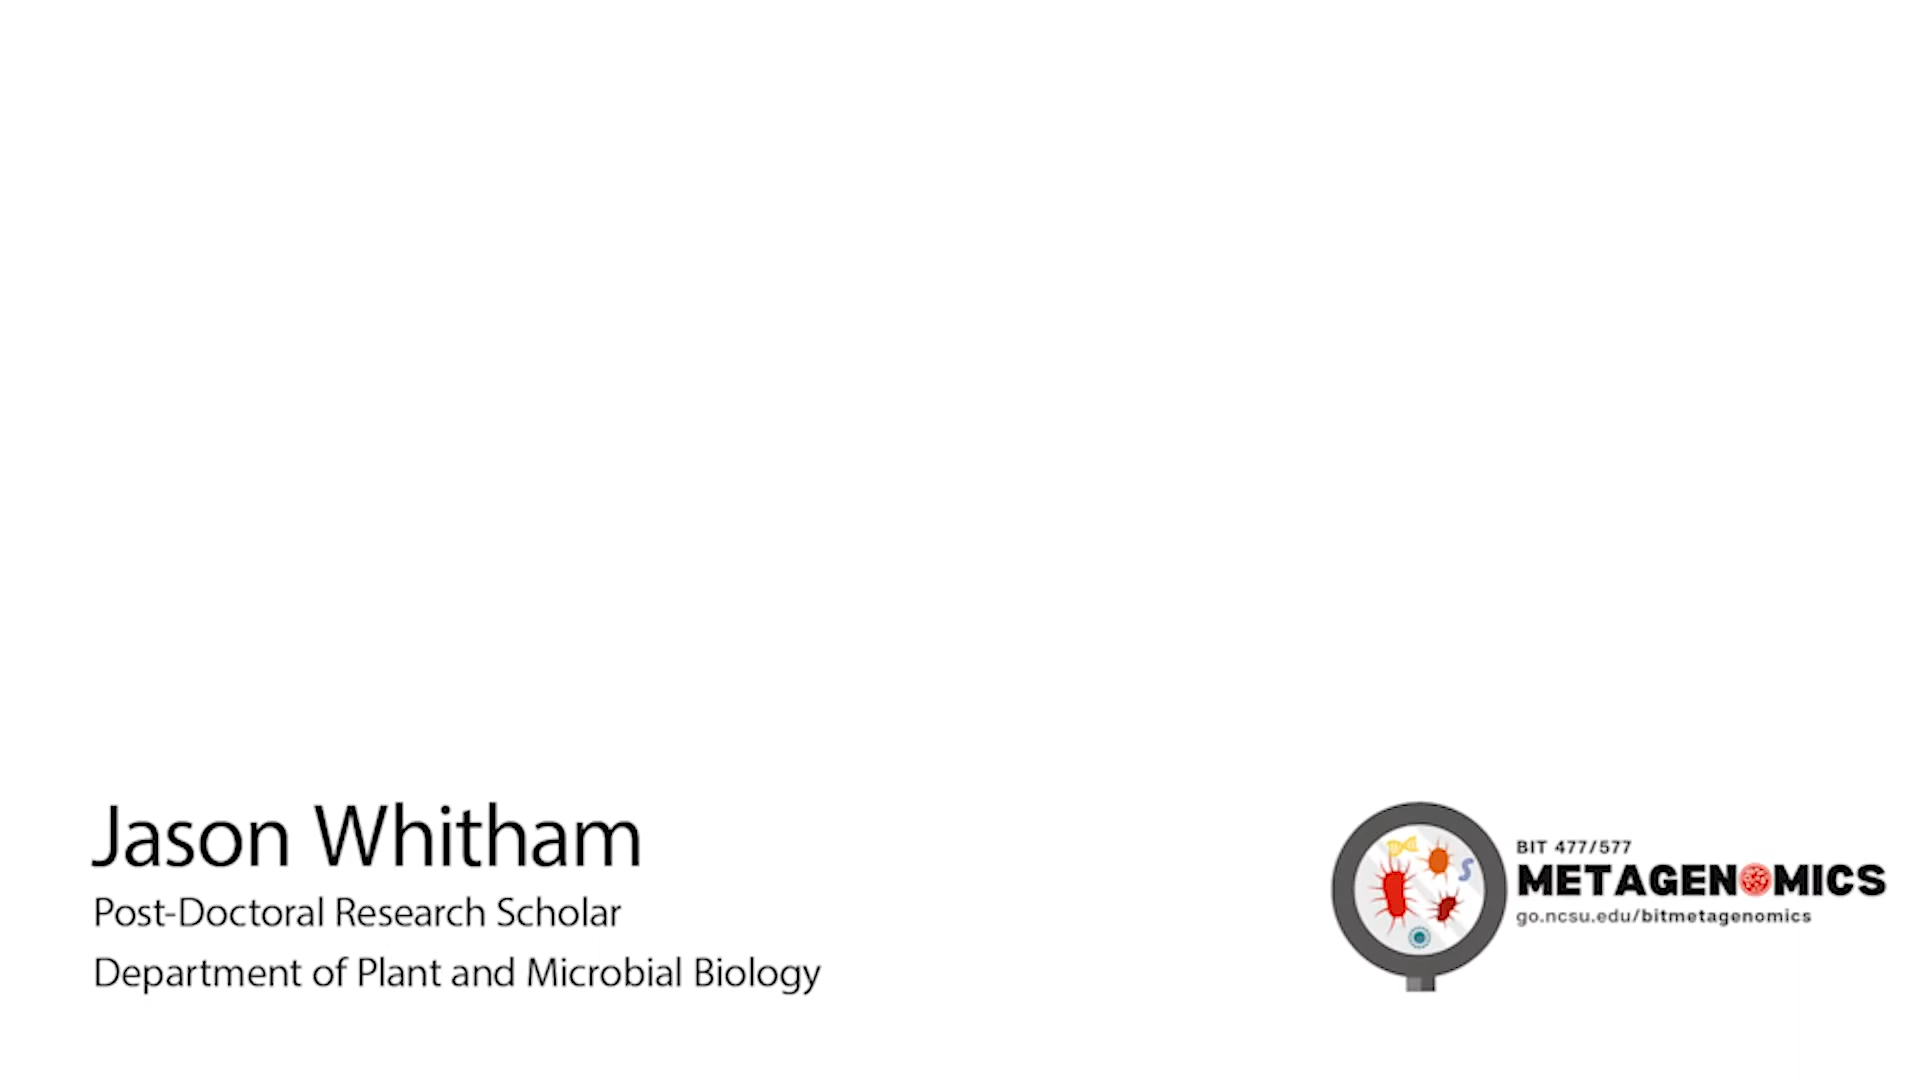 Jason Whitham
Post-Doctoral Research Scholar
Department of Plant and Microbial Biology
BIT 477/577
METAGENOMICS
go.ncsu.edu/bitmetagenomics